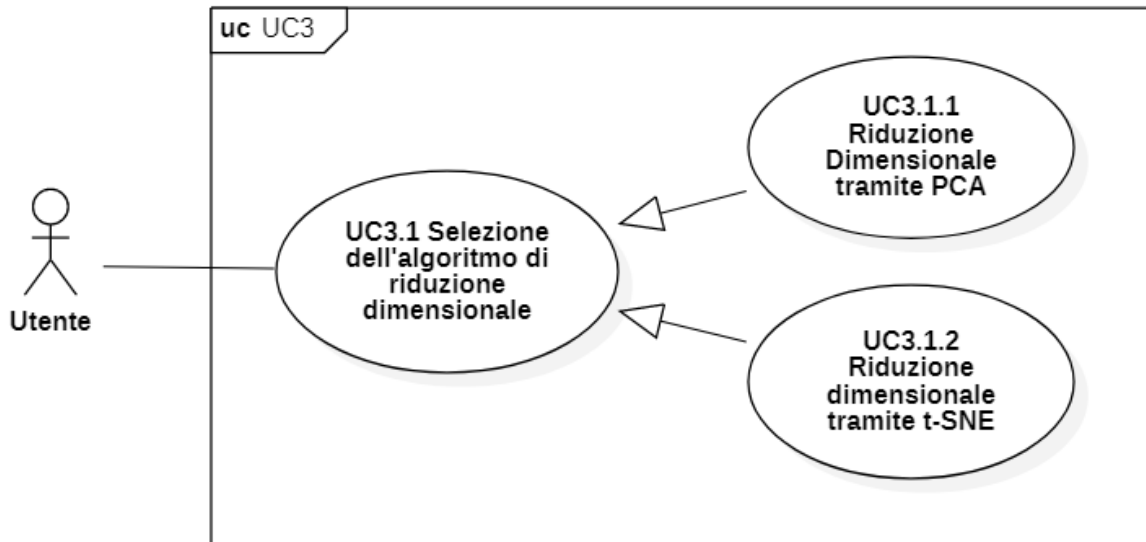 uc UC3
UC3.1.1
Riduzione
Dimensionale
tramite PCA
UC3.1 Selezione
dell'algoritmo di
riduzione
dimensionale
Utente
UC3.1.2
Riduzione
dimensionale
tramite t-SNE